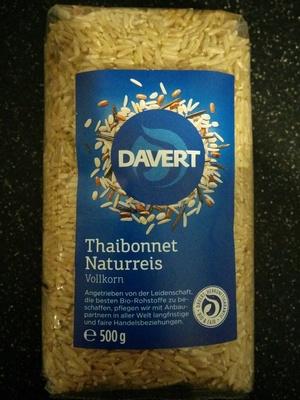 DAVERT
Thaibonnet
Naturreis
Vollkorn
Angetrieben von der Leidenschaft,
die besten Bio-Rohstoffe zu be-
schaffen, pflegen wir mit Anbau-
partnern in aller Welt langfristige
und faire Handelsbeziehungen.
℮ 500 g